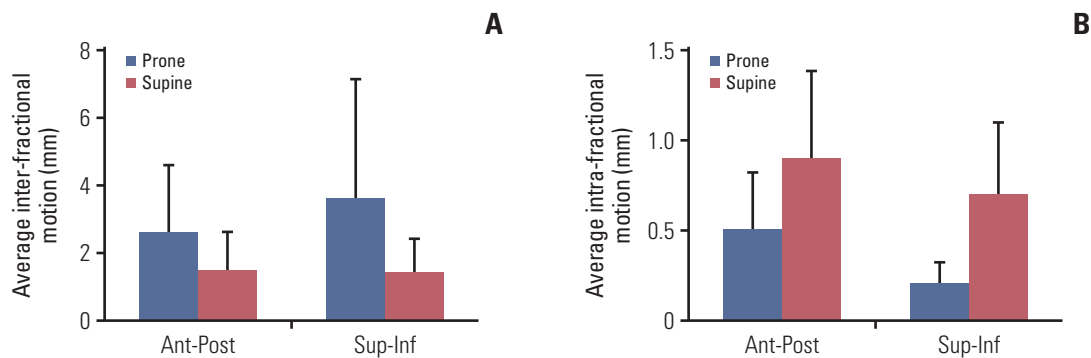 A
Average inter-fractional
motion (mm)
8
6
4
2
0
Prone
Supine
Ant-Post
Sup-Inf
B
Average intra-fractional
motion (mm)
1.5
1.0
0.5
0
Prone
Supine
Ant-Post
Sup-Inf